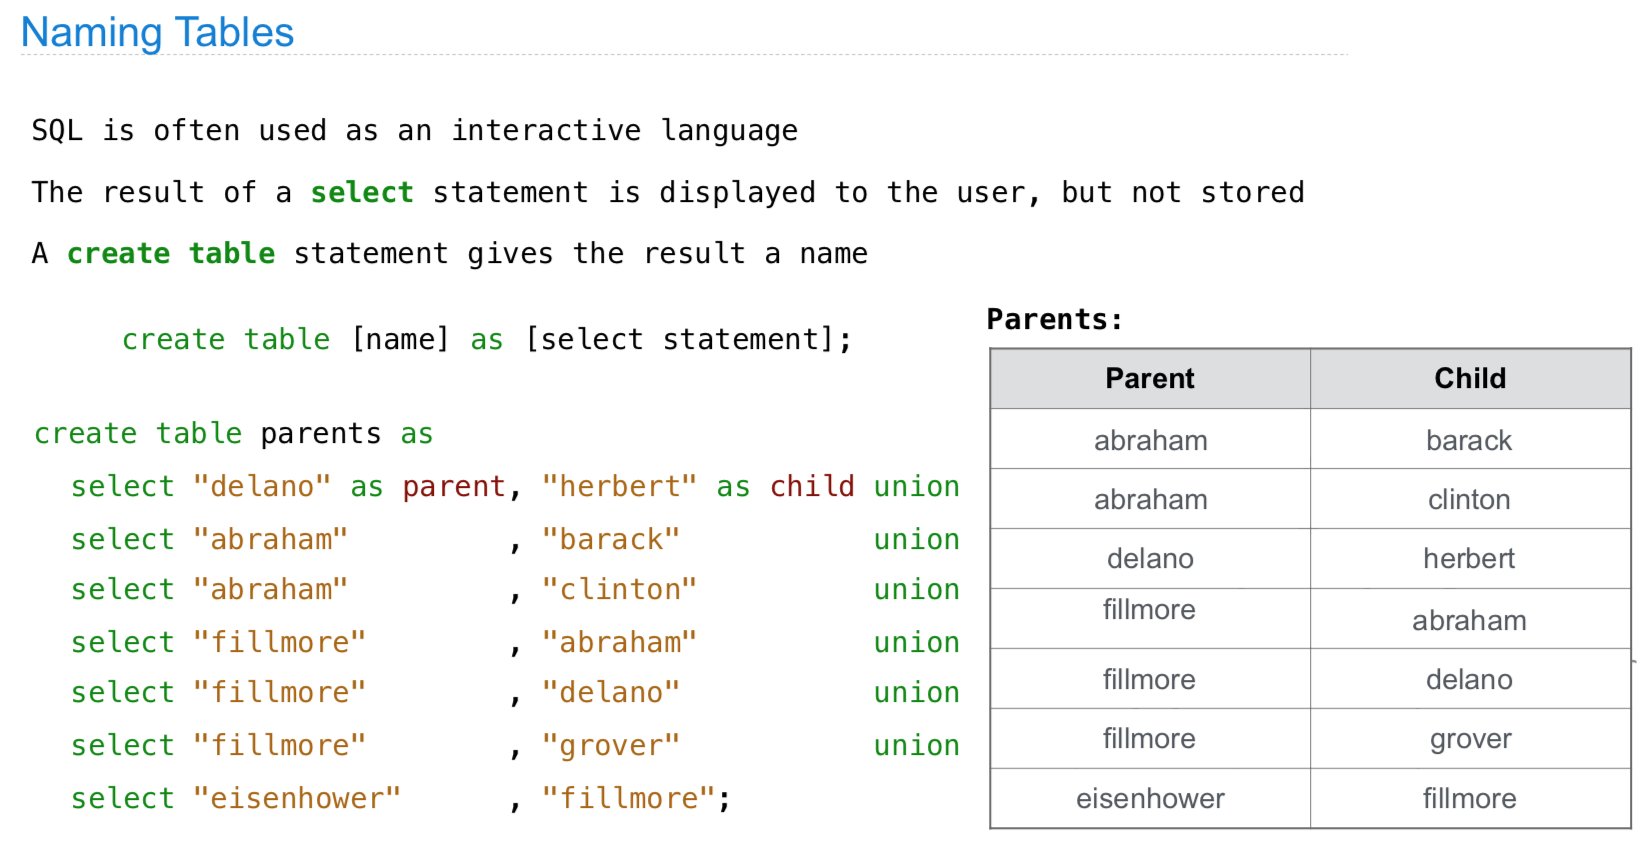 Naming Tables
SQL is often used as an interactive language
The result of a select statement is displayed to the user, but not stored
A create table statement gives the result a name
create table [name] as [select statement];
create table parents as
select "delano" as parent, "herbert" as child union
select "abraham" , "barack" union
select "abraham" , "clinton" union
select "fillmore" , "abraham" union
select "fillmore" , "delano" union
select "fillmore" , "grover" union
select "eisenhower" , "fillmore";
Parents:
Parent Child
abraham barack
abraham clinton
delano herbert
fillmore abraham
fillmore delano
fillmore grover
eisenhower fillmore